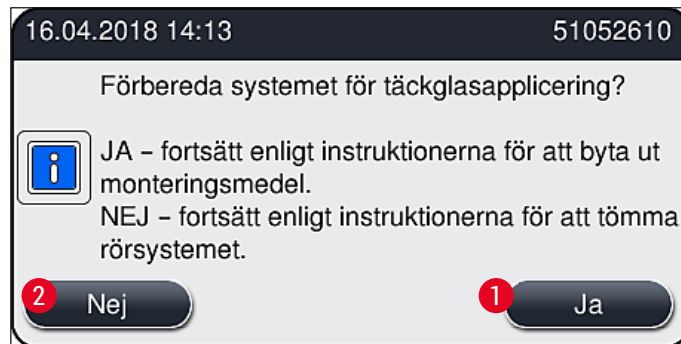 16.04.2018 14:13 51052610
Förbereda systemet för täckglasapplicering?
JA – fortsätt enligt instruktionerna för att byta ut
monteringsmedel.
NEJ – fortsätt enligt instruktionerna för att tömma
rörsystemet.
2 Nej 1 Ja